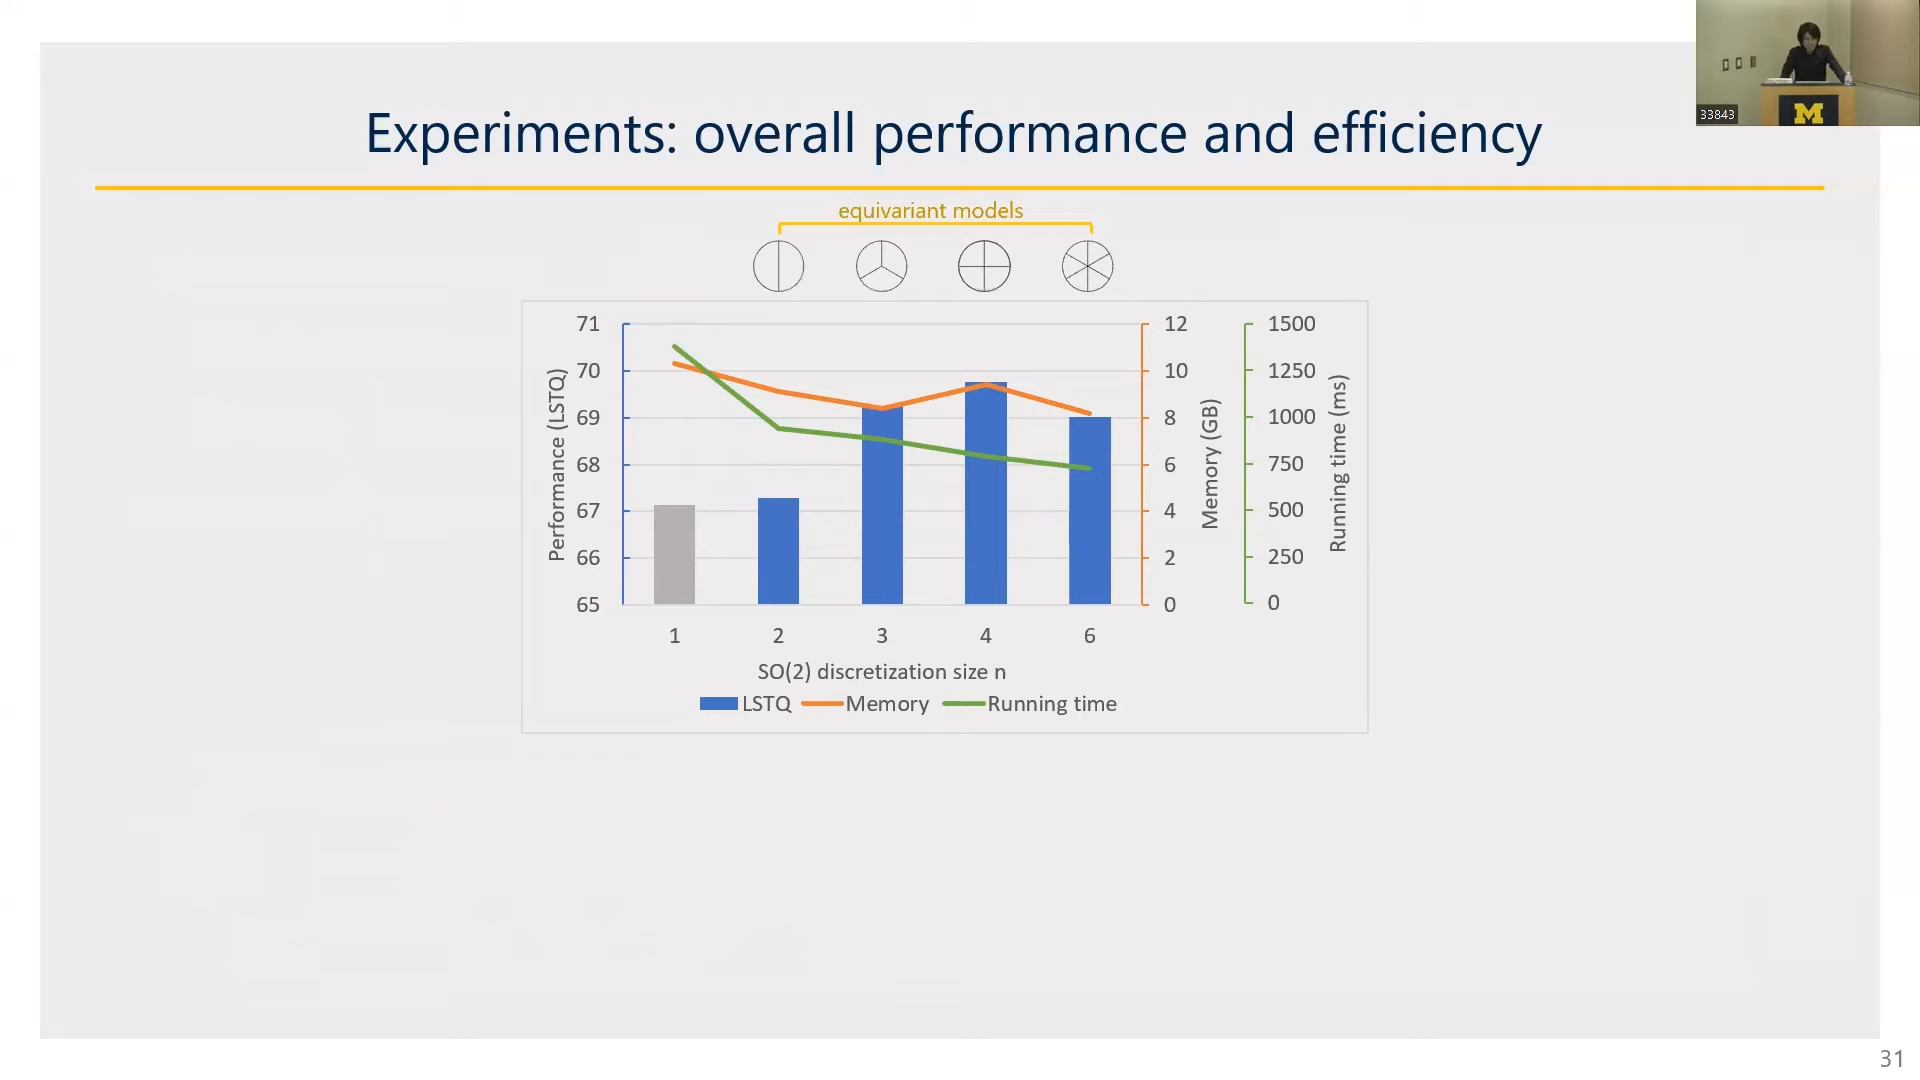 33843
M
Experiments: overall performance and efficiency
equivariant models
71
70
69
68
67
66
65
Performance (LSTQ)
12
10
8
6
4
2
0
Memory (GB)
1500
1250
1000
750
500
250
0
Running time (ms)
1 2 3 4 6
SO(2) discretization size n
LSTQ Memory Running time
31